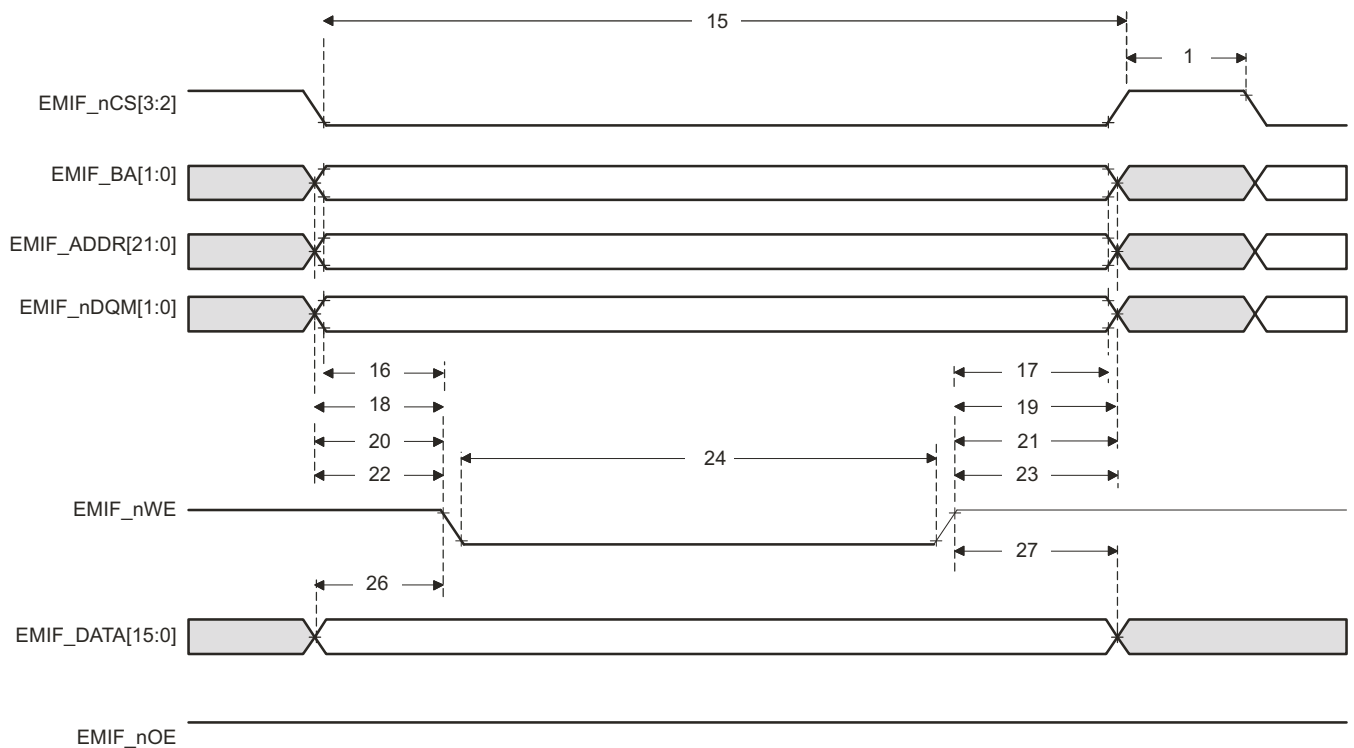 15
1
EMIF_nCS[3:2]
EMIF_BA[1:0]
EMIF_ADDR[21:0]
EMIF_nDQM[1:0]
16
17
18
19
20
21
24
22
23
EMIF_nWE
27
26
EMIF_DATA[15:0]
EMIF_nOE